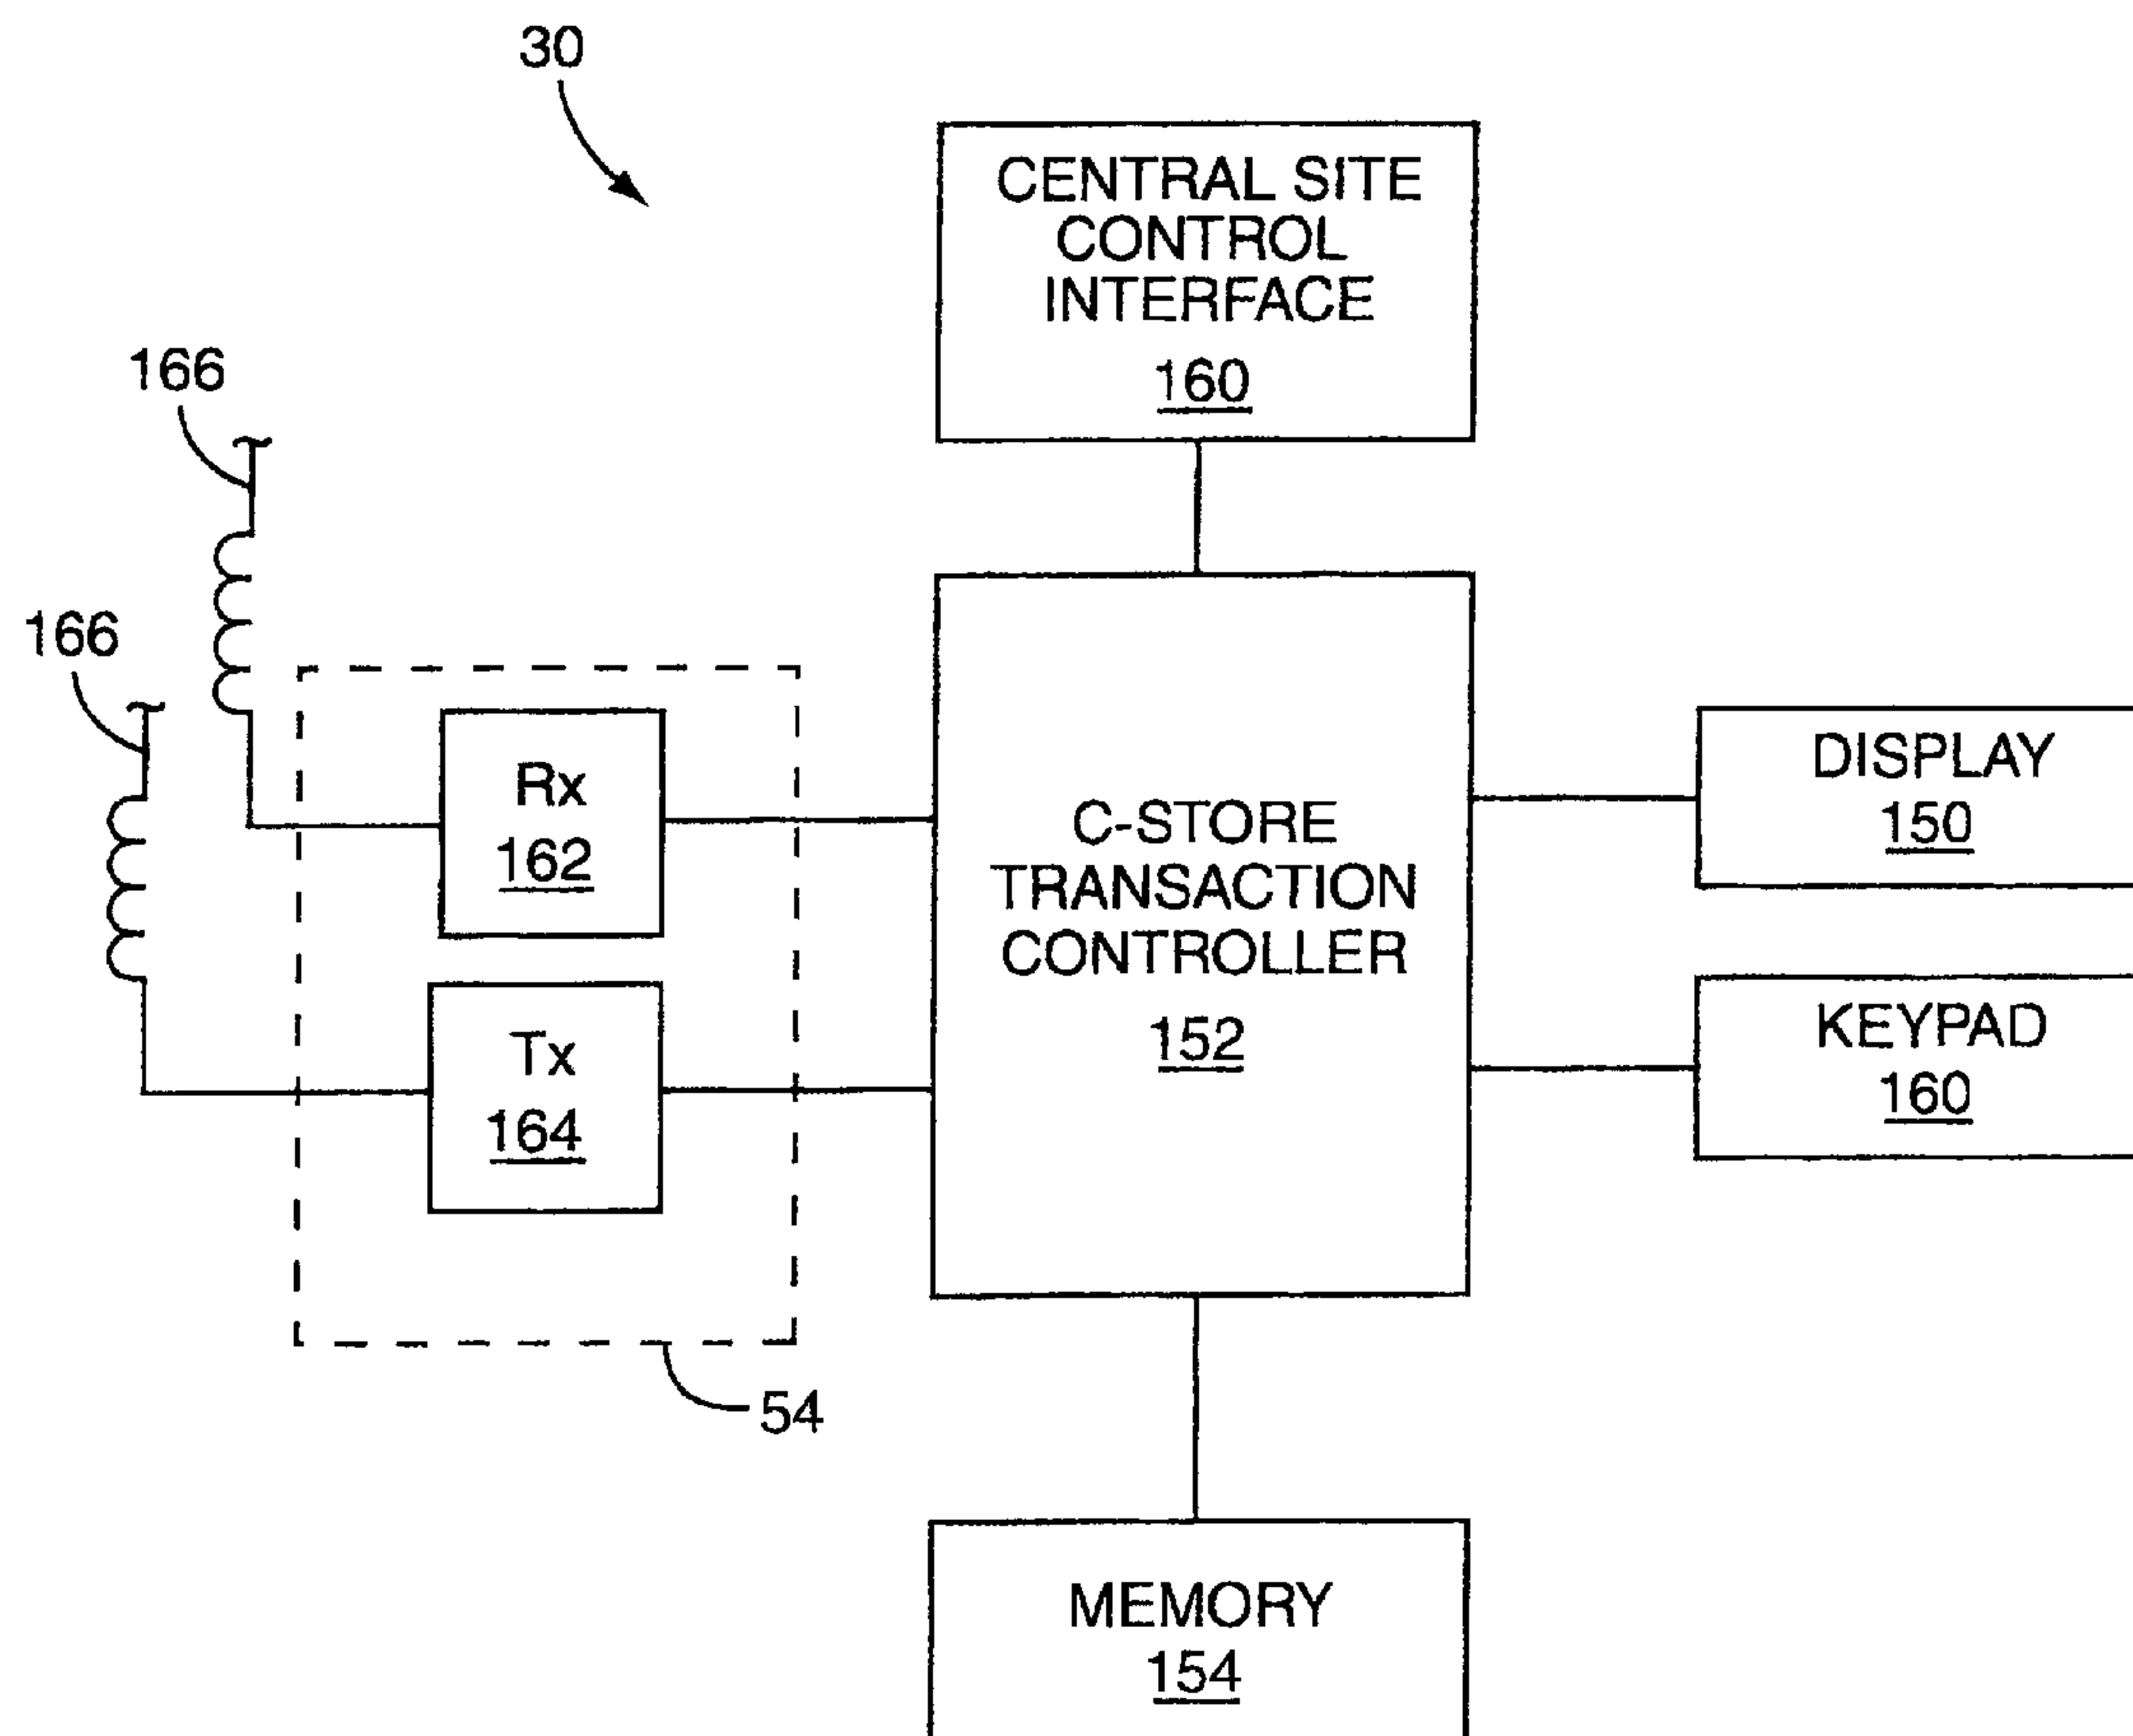 30
CENTRAL SITE
CONTROL
INTERFACE
160
166
166
Rx
162
Tx
164
54
C-STORE
TRANSACTION
CONTROLLER
152
DISPLAY
150
KEYPAD
160
MEMORY
154